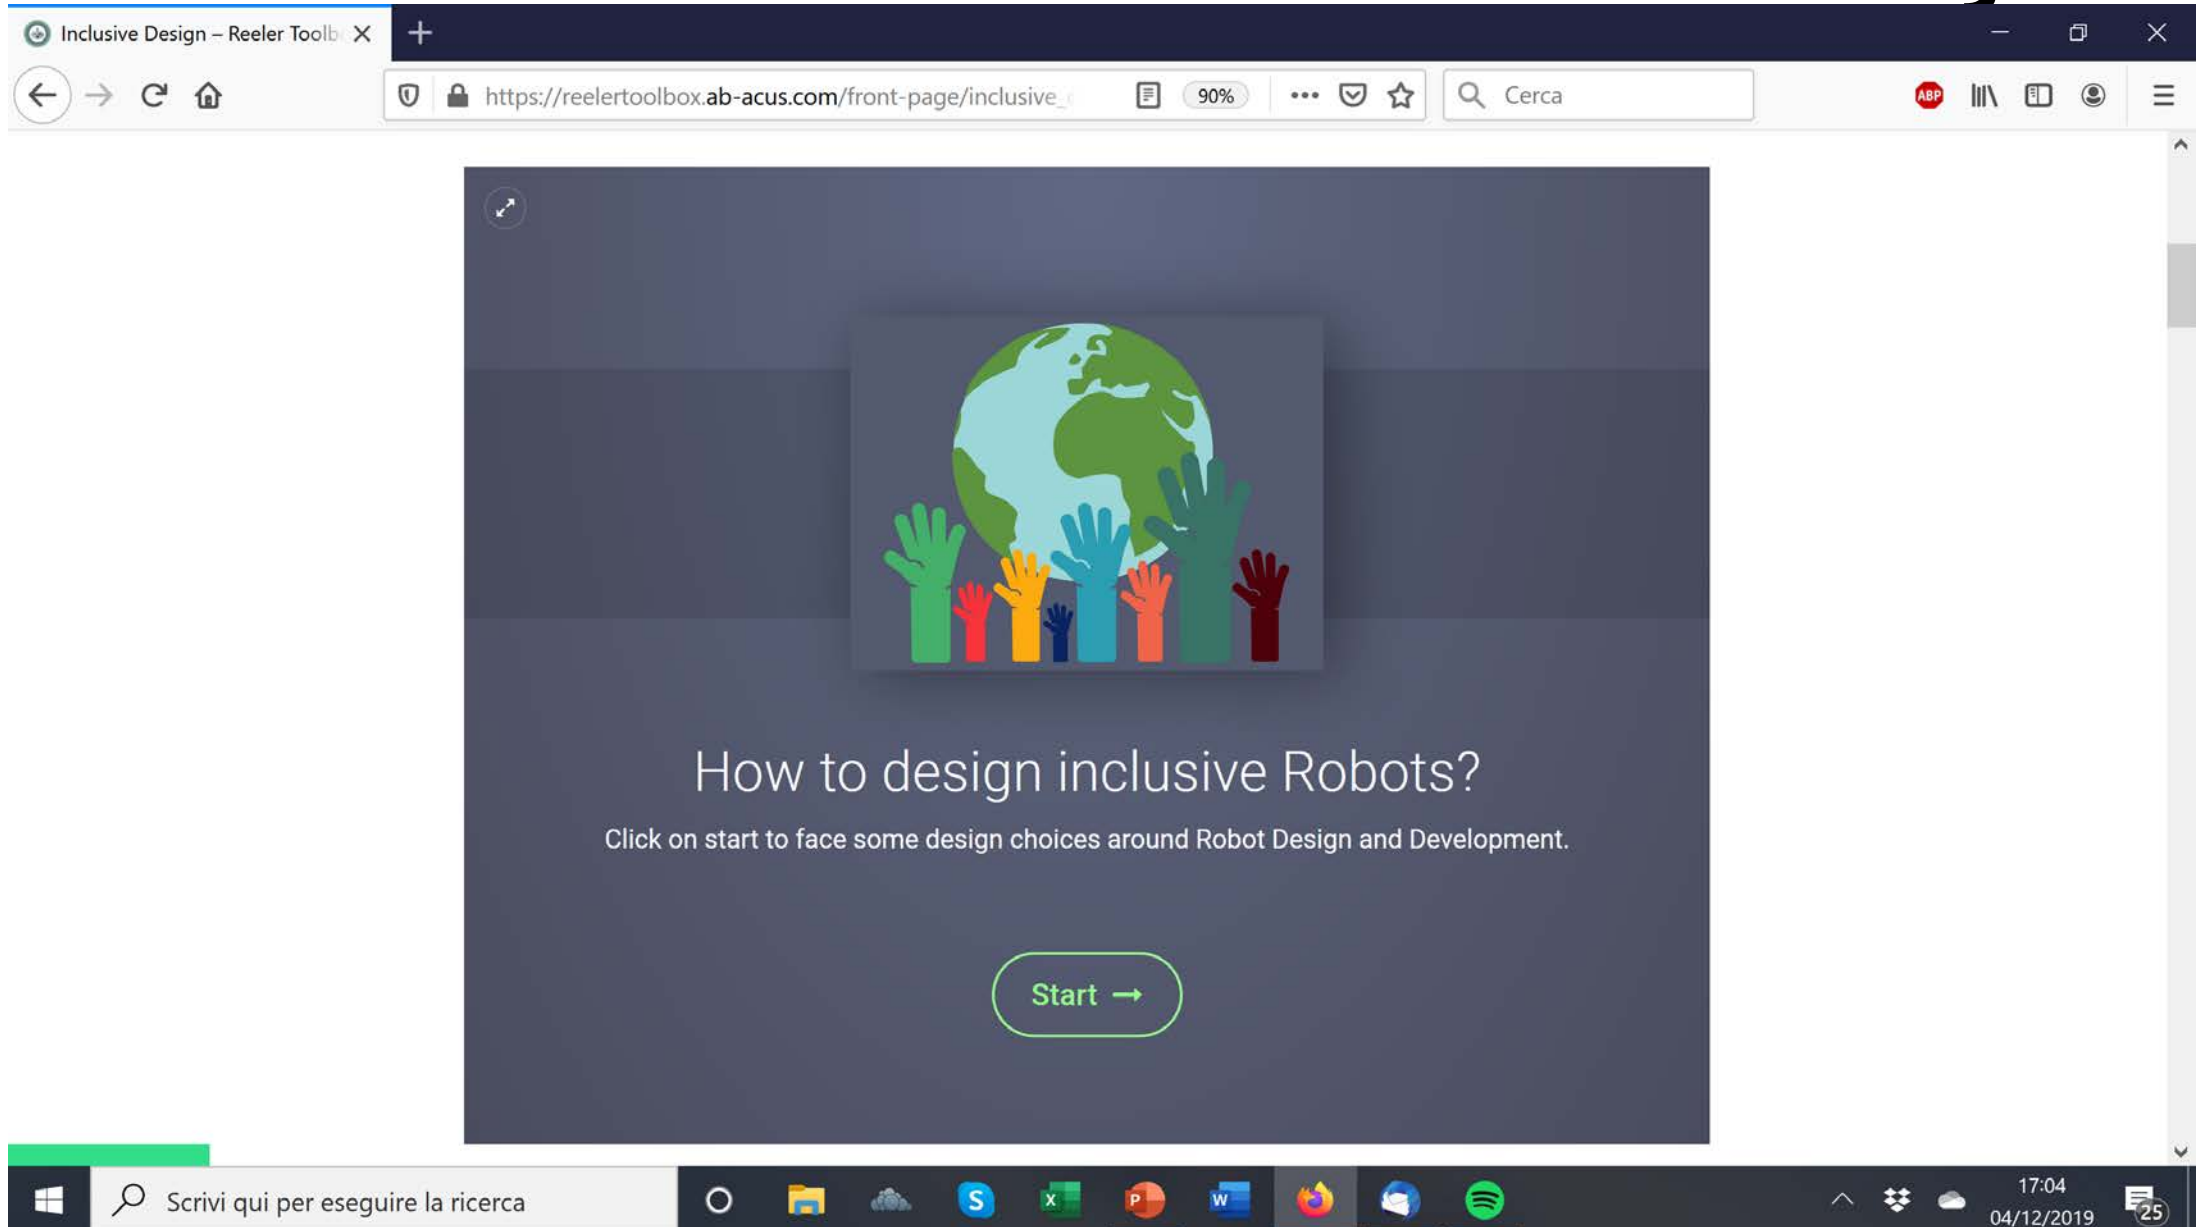 Inclusive Design – Reeler Toolb
https://reelertoolbox.ab-acus.com/front-page/inclusive_
90%
Cerca
ABP
How to design inclusive Robots?
Click on start to face some design choices around Robot Design and Development.
Start →
Scrivi qui per eseguire la ricerca
S
X
P
W
17:04
04/12/2019
25